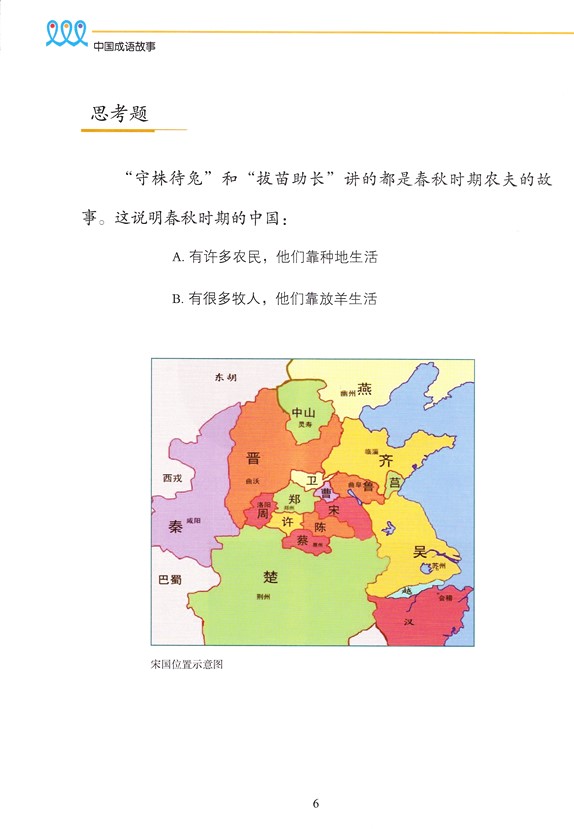 中国成语故事
思考题
“守株待兔”和“拔苗助长”讲的都是春秋时期农夫的故
事。这说明春秋时期的中国：
A. 有许多农民，他们靠种地生活
B. 有很多牧人，他们靠放羊生活
东胡
燕
幽州
中山
灵寿
晋
曲沃
临淄
齐
西戎
卫
曹
曲阜
鲁
莒
秦
咸阳
洛阳
周
郑
郑州
宋
许
陈
蔡
楚
荆州
吴
苏州
巴蜀
越
会稽
汉
宋国位置示意图
6